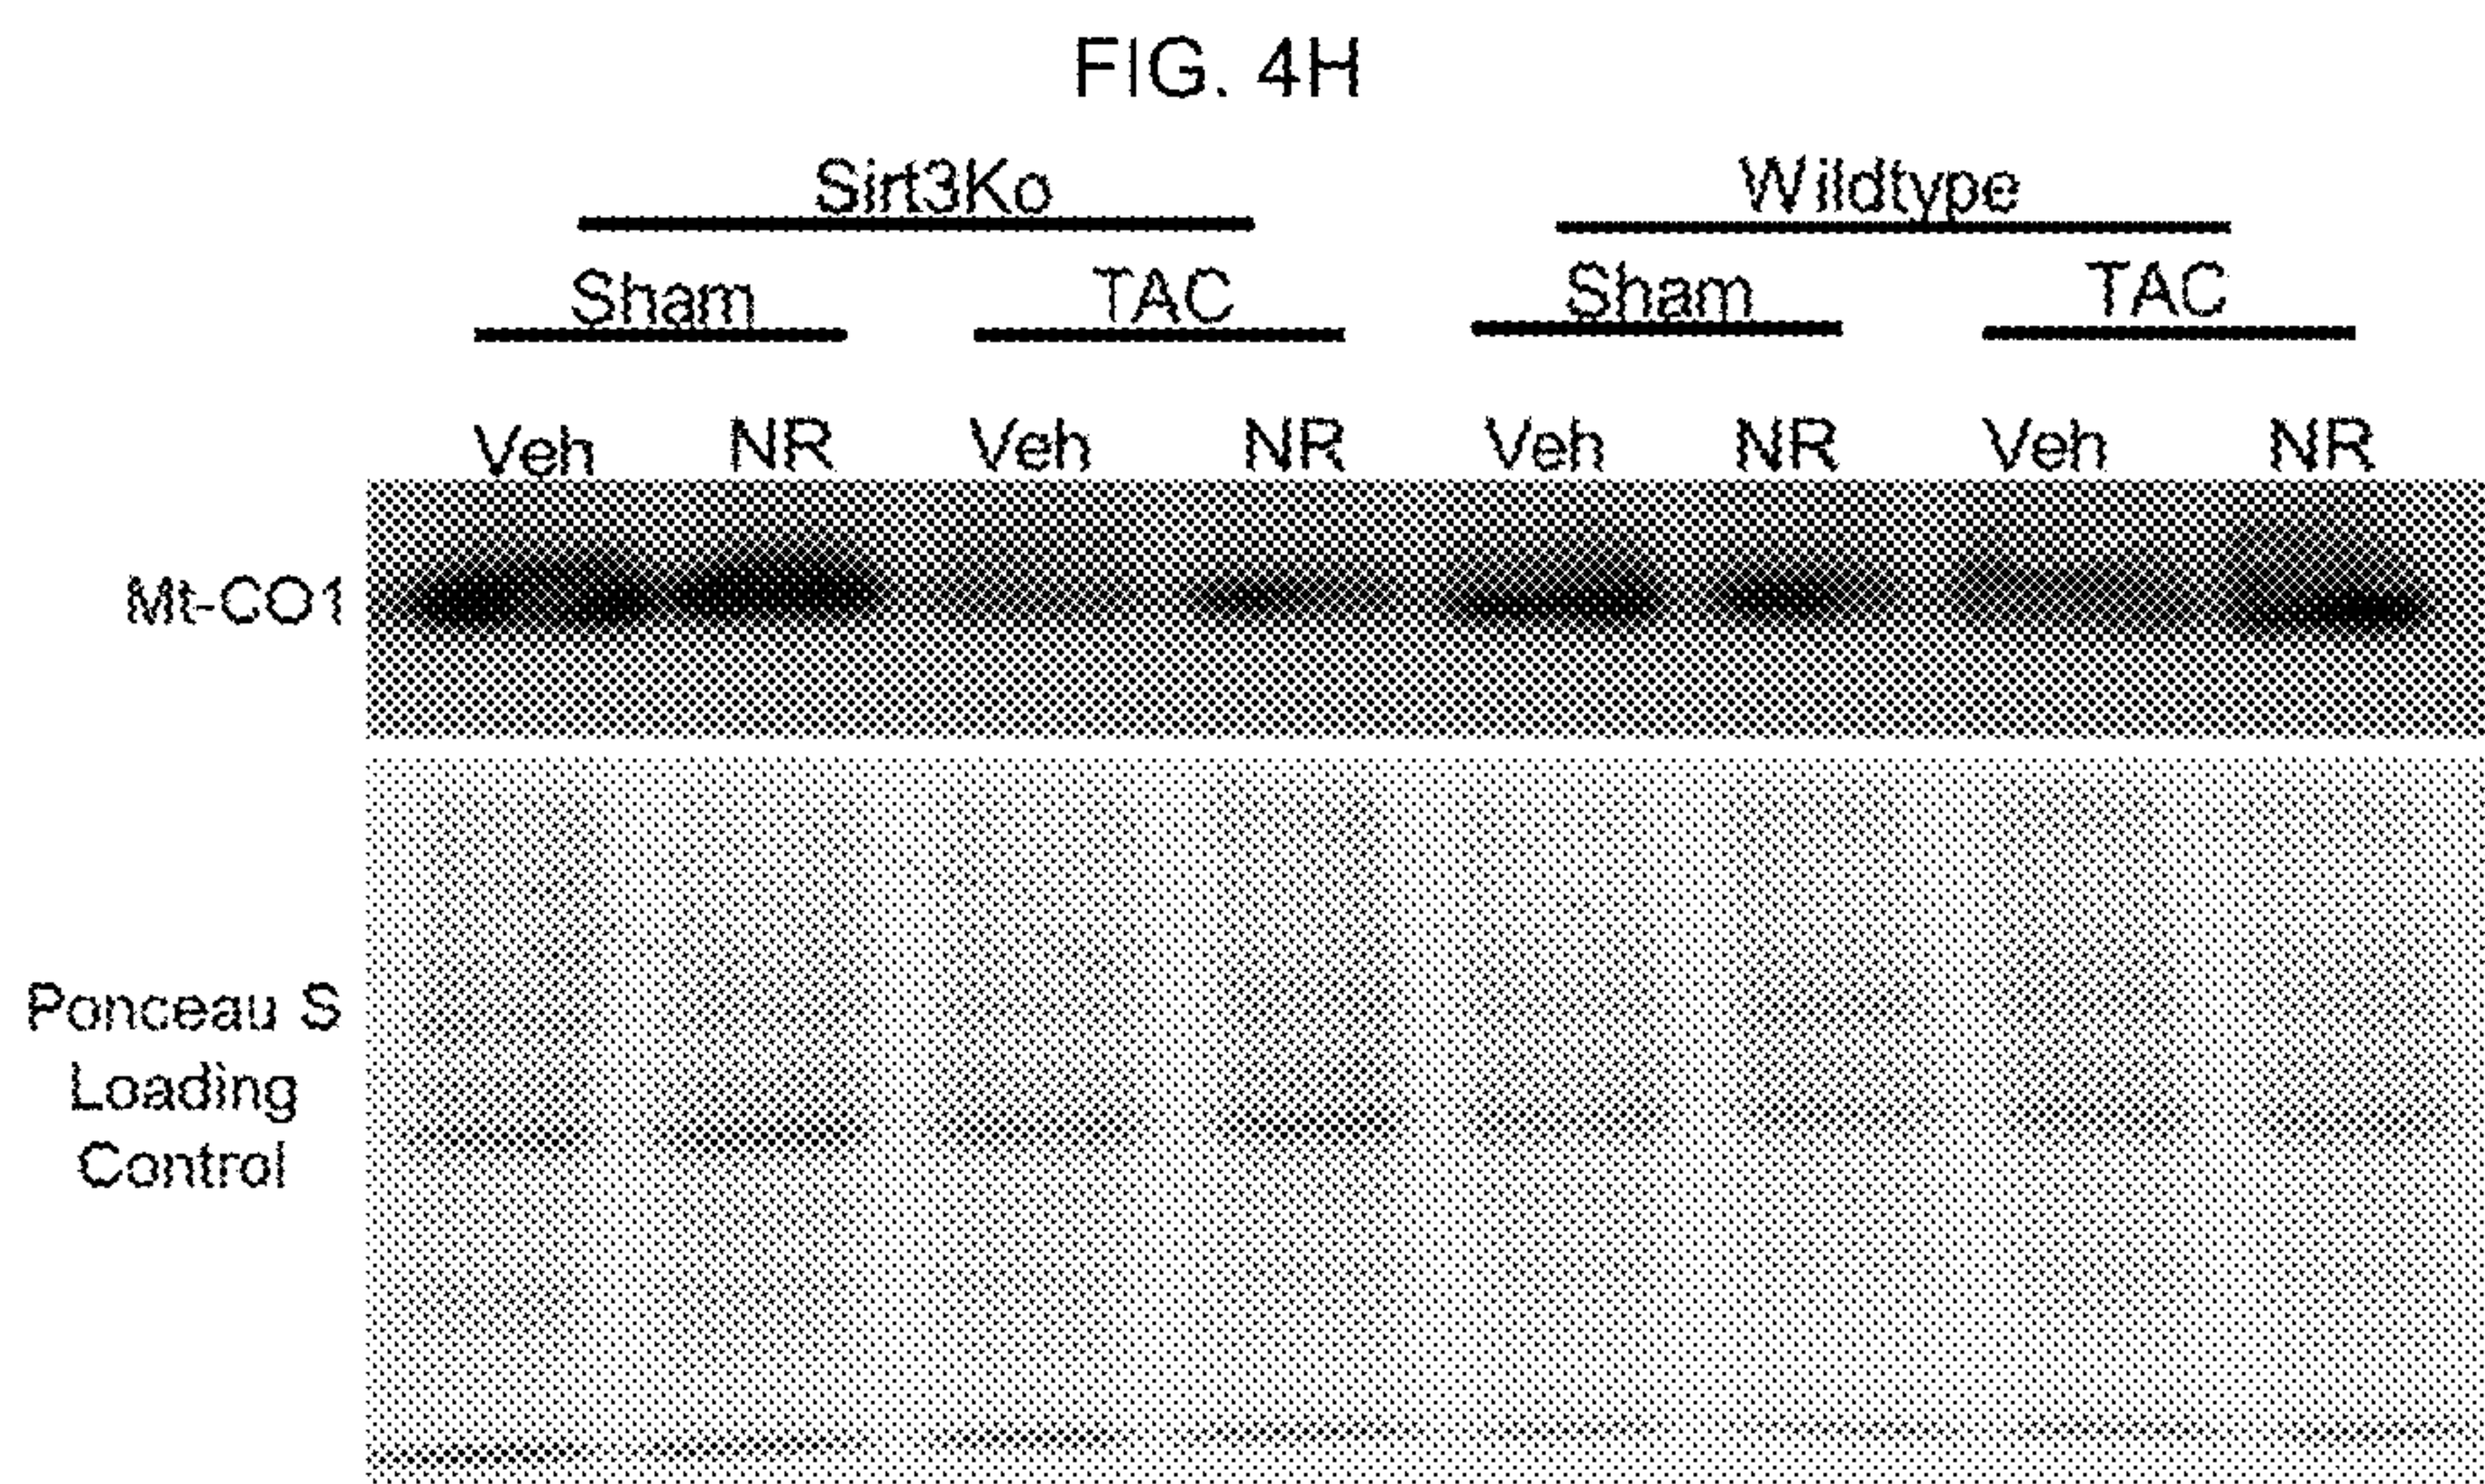 FIG. 4H
Sirt3Ko Wildtype
Sham TAC Sham TAC
Veh NR Veh NR Veh NR Veh NR
Mt-CO1
Ponceau S
Loading
Control